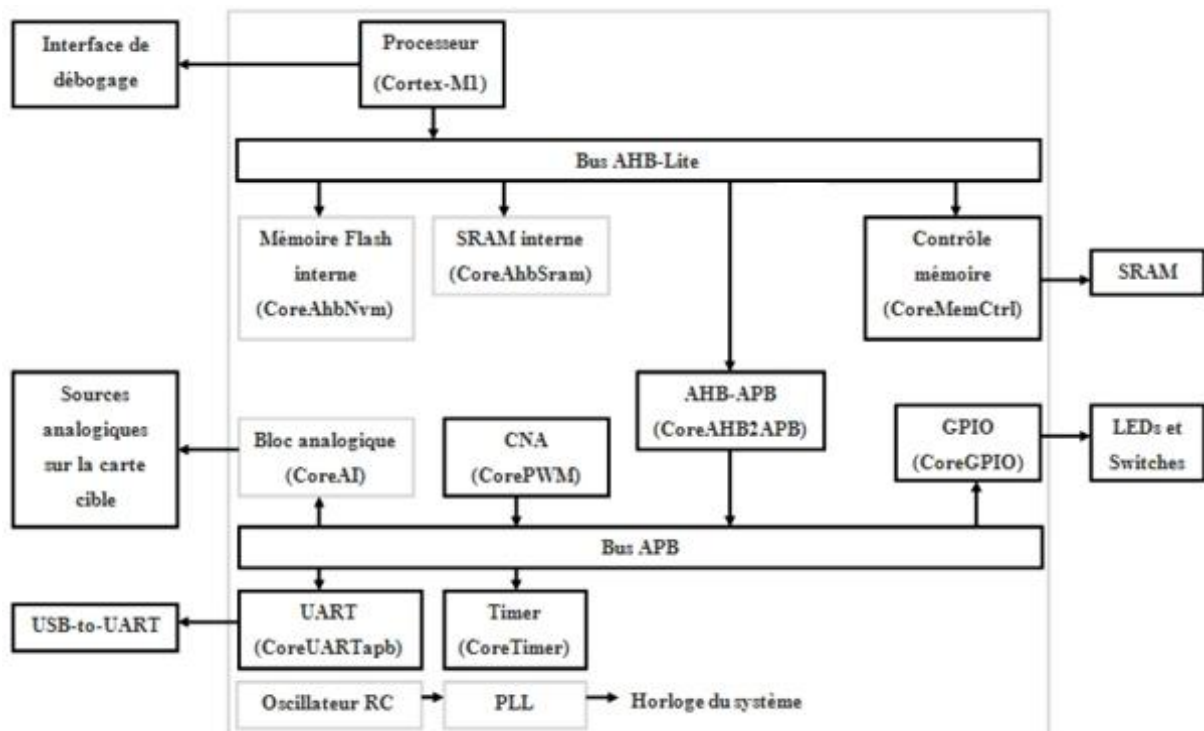 Interface de
débogage
Processeur
(Cortex-M1)
Bus AHB-Lite
Mémoire Flash
interne
(CoreAhbNvm)
SRAM interne
(CoreAhbSram)
Contrôle
mémoire
(CoreMemCtrl)
SRAM
Sources
analogiques
sur la carte
cible
Bloc analogique
(CoreAI)
CNA
(CorePWM)
AHB-APB
(CoreAHB2APB)
GPIO
(CoreGPIO)
LEDs et
Switches
Bus APB
USB-to-UART
UART
(CoreUARTapb)
Timer
(CoreTimer)
Oscillateur RC
PLL
Horloge du système